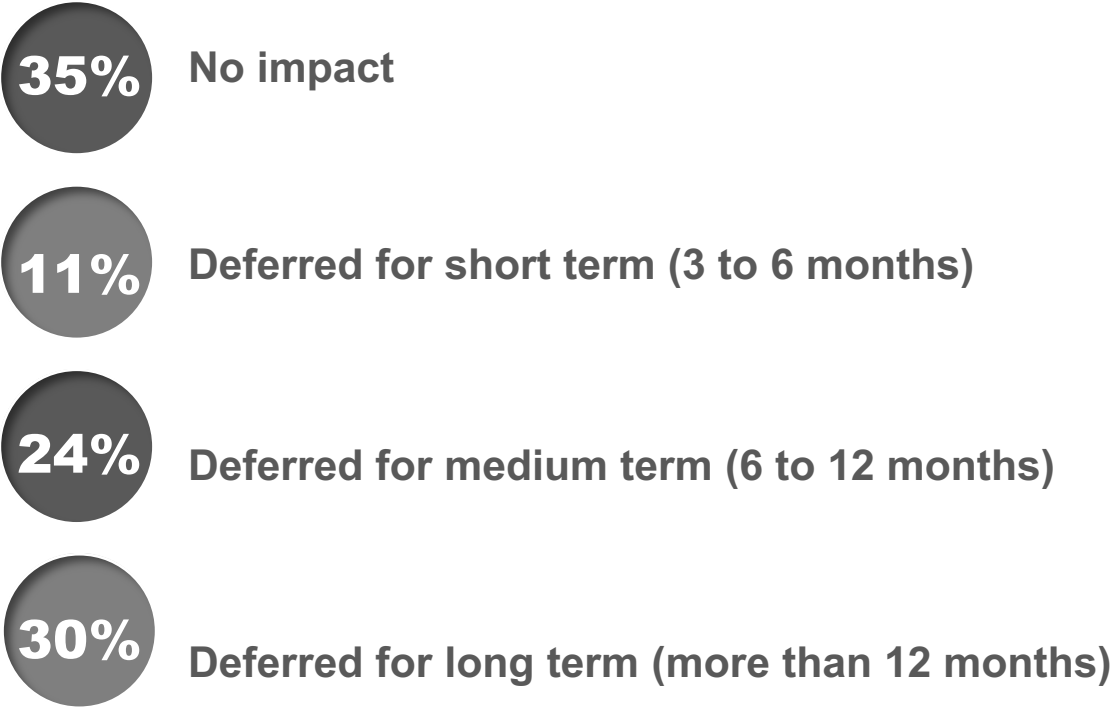 35% No impact
11% Deferred for short term (3 to 6 months)
24% Deferred for medium term (6 to 12 months)
30% Deferred for long term (more than 12 months)